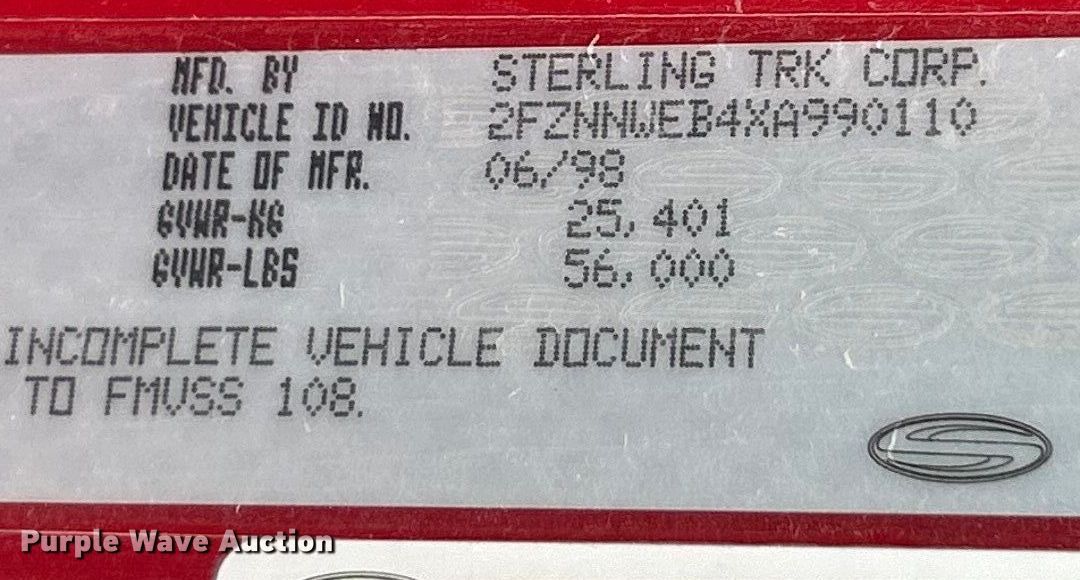 MFD. BY STERLING TRK CORP.
VEHICLE ID NO. 2FZNNWEB4XA990110
DATE OF MFR. 06/98
GVWR-KG 25,401
GVWR-LBS 56,000
INCOMPLETE VEHICLE DOCUMENT
TO FMVSS 108.
Purple Wave Auction